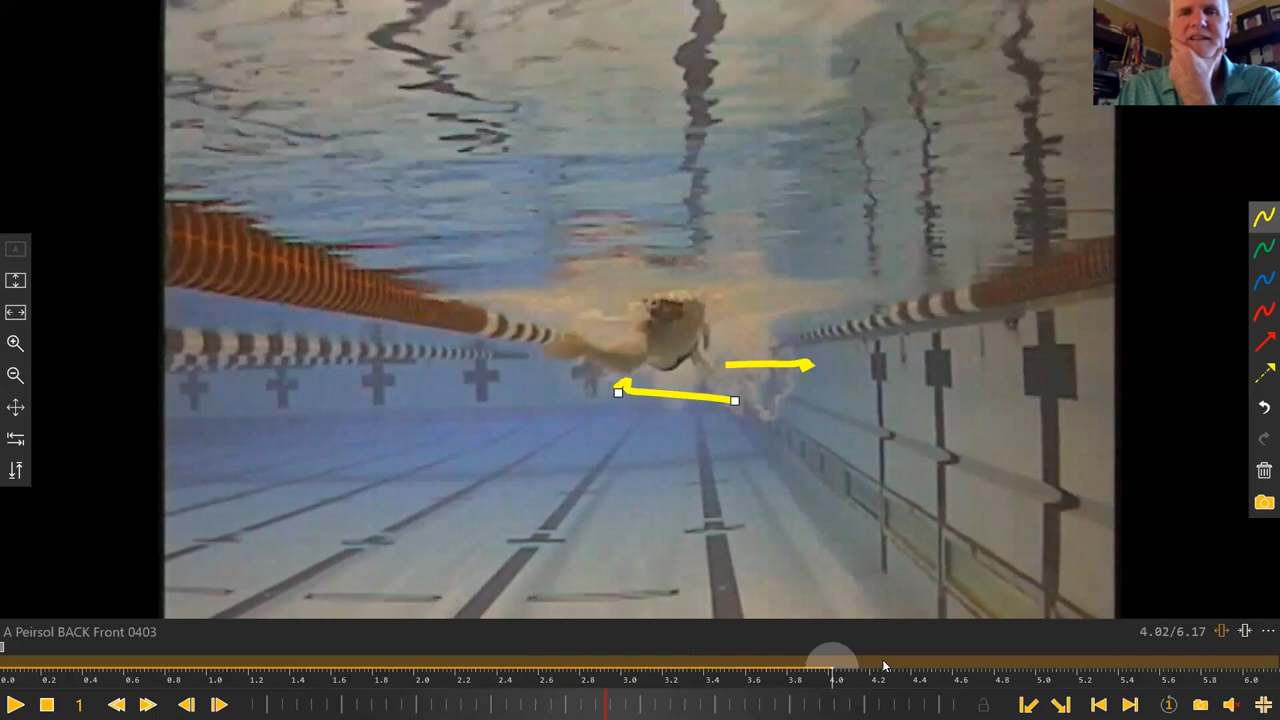 A
A Peirsol BACK Front 0403
4.02/6.17
0.0 0.2 0.4 0.6 0.8 1.0 1.2 1.4 1.6 1.8 2.0 2.2 2.4 2.6 2.8 3.0 3.2 3.4 3.6 3.8 4.0 4.2 4.4 4.6 4.8 5.0 5.2 5.4 5.6 5.8 6.0
1
1